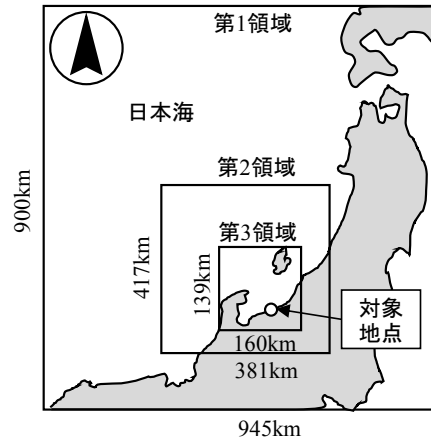 第1領域
日本海
第2領域
900km
417km
第3領域
139km
対象
地点
160km
381km
945km